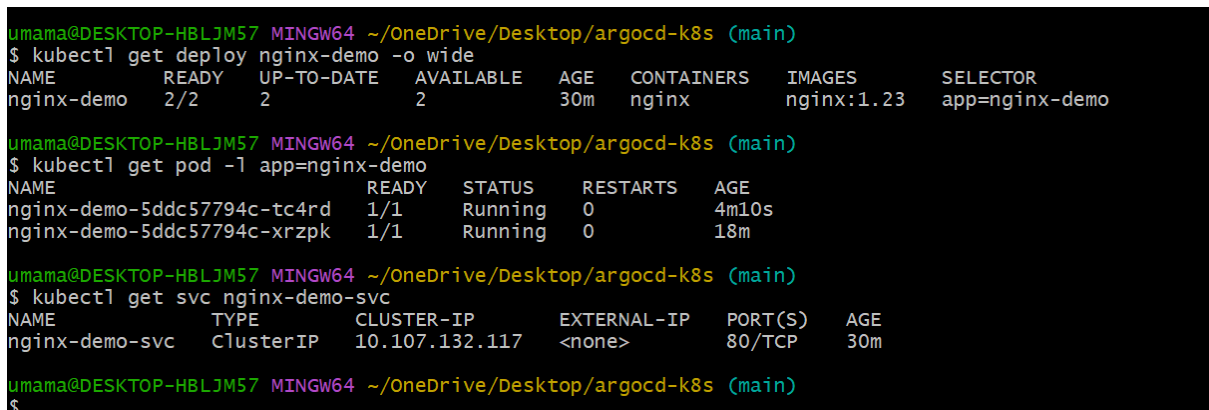 umama@DESKTOP-HBLJM57 MINGW64 ~/OneDrive/Desktop/argocd-k8s (main)
$ kubectl get deploy nginx-demo -o wide
NAME READY UP-TO-DATE AVAILABLE AGE CONTAINERS IMAGES SELECTOR
nginx-demo 2/2 2 2 30m nginx nginx:1.23 app=nginx-demo
umama@DESKTOP-HBLJM57 MINGW64 ~/OneDrive/Desktop/argocd-k8s (main)
$ kubectl get pod -l app=nginx-demo
NAME READY STATUS RESTARTS AGE
nginx-demo-5ddc57794c-tc4rd 1/1 Running 0 4m10s
nginx-demo-5ddc57794c-xrzpk 1/1 Running 0 18m
umama@DESKTOP-HBLJM57 MINGW64 ~/OneDrive/Desktop/argocd-k8s (main)
$ kubectl get svc nginx-demo-svc
NAME TYPE CLUSTER-IP EXTERNAL-IP PORT(S) AGE
nginx-demo-svc ClusterIP 10.107.132.117 <none> 80/TCP 30m
umama@DESKTOP-HBLJM57 MINGW64 ~/OneDrive/Desktop/argocd-k8s (main)
$